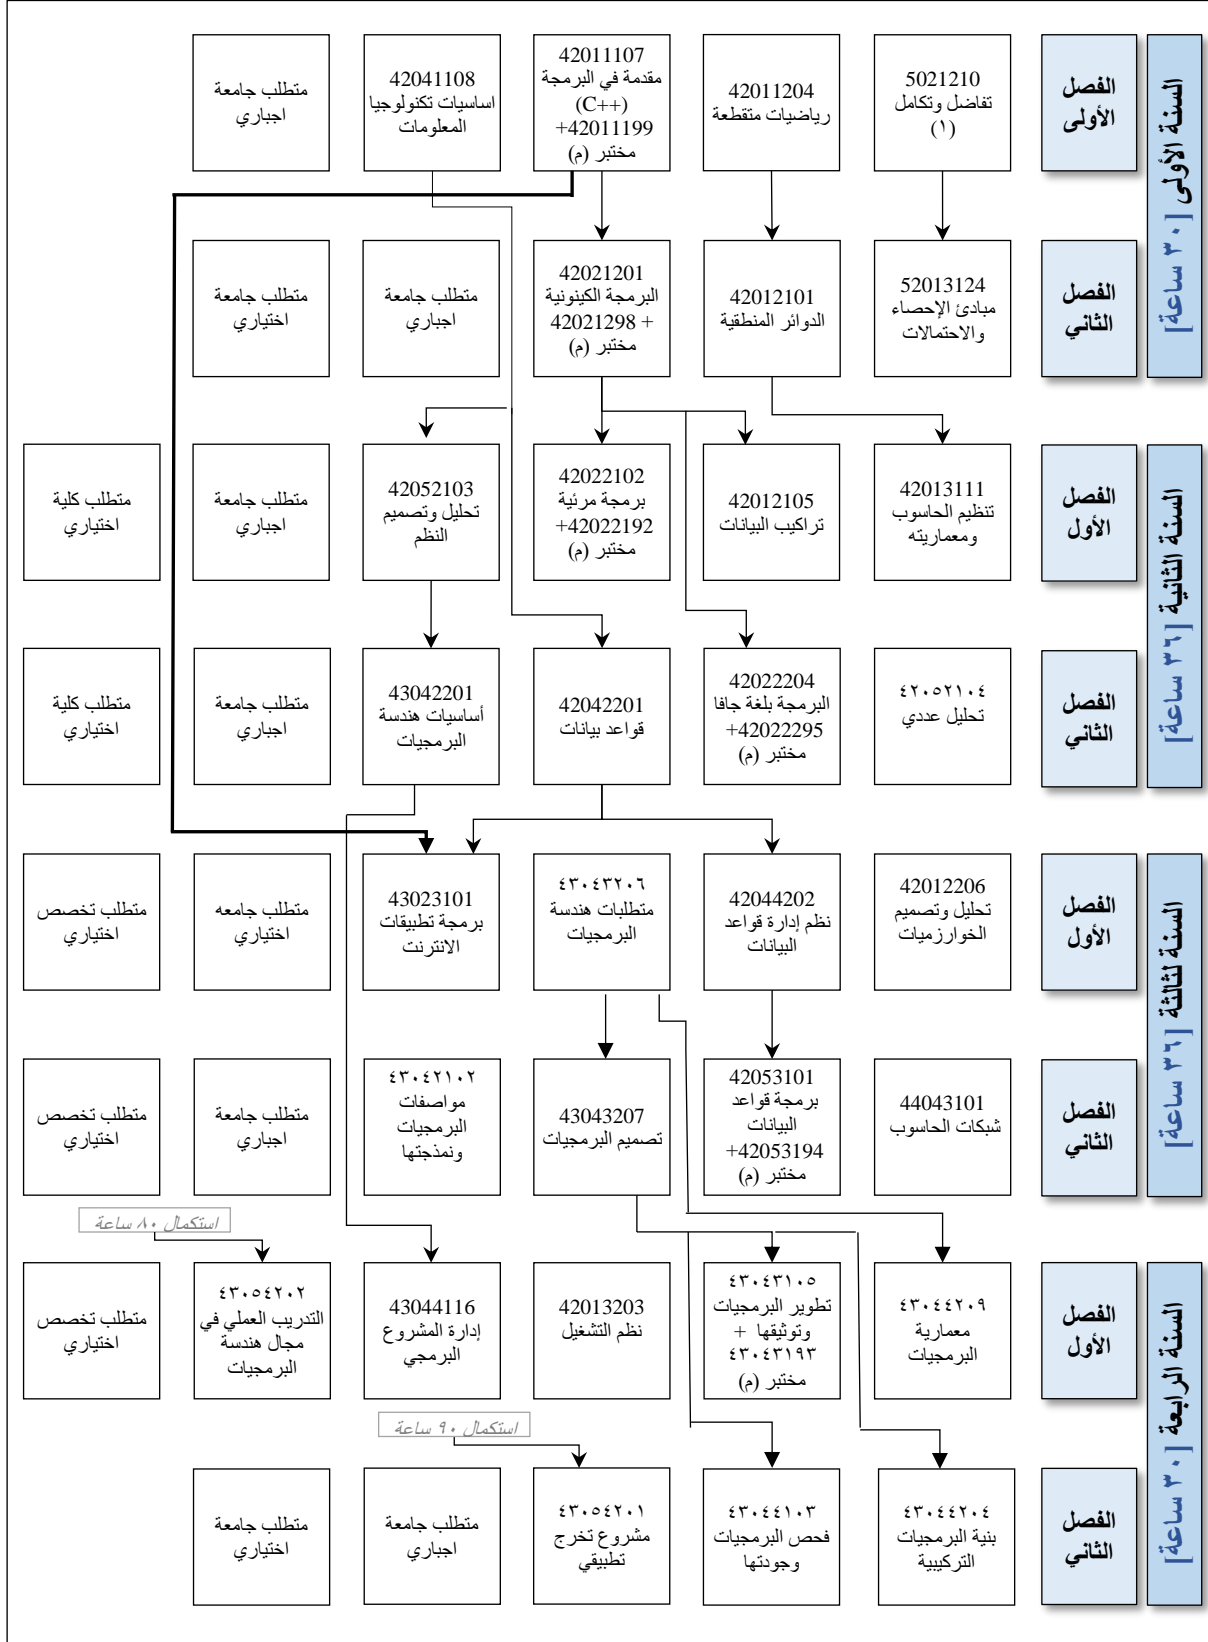 السنة الأولى [٣٠ ساعة]
الفصل
الأولى
5021210
تفاضل وتكامل
(١)
42011204
رياضيات متقطعة
42011107
مقدمة في البرمجة
(C++)
+42011199
مختبر (م)
42041108
اساسيات تكنولوجيا
المعلومات
متطلب جامعة
اجباري
الفصل
الثاني
52013124
مبادئ الإحصاء
والاحتمالات
42012101
الدوائر المنطقية
42021201
البرمجة الكينونية
42021298 +
مختبر (م)
متطلب جامعة
اجباري
متطلب جامعة
اختياري
السنة الثانية [٣٦ ساعة]
الفصل
الأول
42013111
تنظيم الحاسوب
ومعماريته
42012105
تراكيب البيانات
42022102
برمجة مرئية
+42022192
مختبر (م)
42052103
تحليل وتصميم
النظم
متطلب جامعة
اجباري
متطلب كلية
اختياري
الفصل
الثاني
٤٢٠٥٢١٠٤
تحليل عددي
42022204
البرمجة بلغة جافا
+42022295
مختبر (م)
42042201
قواعد بيانات
43042201
أساسيات هندسة
البرمجيات
متطلب جامعة
اجباري
متطلب كلية
اختياري
السنة لثالثة [٣٦ ساعة]
الفصل
الأول
42012206
تحليل وتصميم
الخوارزميات
42044202
نظم إدارة قواعد
البيانات
٤٣٠٤٣٢٠٦
متطلبات هندسة
البرمجيات
43023101
برمجة تطبيقات
الانترنت
متطلب جامعه
اختياري
متطلب تخصص
اختياري
الفصل
الثاني
44043101
شبكات الحاسوب
42053101
برمجة قواعد
البيانات
+42053194
مختبر (م)
43043207
تصميم البرمجيات
٤٣٠٤٢١٠٢
مواصفات
البرمجيات
ونمذجتها
متطلب جامعة
اجباري
متطلب تخصص
اختياري
استكمال ٨٠ ساعة
السنة الرابعة [٣٠ ساعة]
الفصل
الأول
٤٣٠٤٤٢٠٩
معمارية
البرمجيات
٤٣٠٤٣١٠٥
تطوير البرمجيات
وتوثيقها +
٤٣٠٤٣١٩٣
مختبر (م)
42013203
نظم التشغيل
43044116
إدارة المشروع
البرمجي
٤٣٠٥٤٢٠٢
التدريب العملي في
مجال هندسة
البرمجيات
متطلب تخصص
اختياري
استكمال ٩٠ ساعة
الفصل
الثاني
٤٣٠٤٤٢٠٤
بنية البرمجيات
التركيبية
٤٣٠٤٤١٠٣
فحص البرمجيات
وجودتها
٤٣٠٥٤٢٠١
مشروع تخرج
تطبيقي
متطلب جامعة
اجباري
متطلب جامعة
اختياري